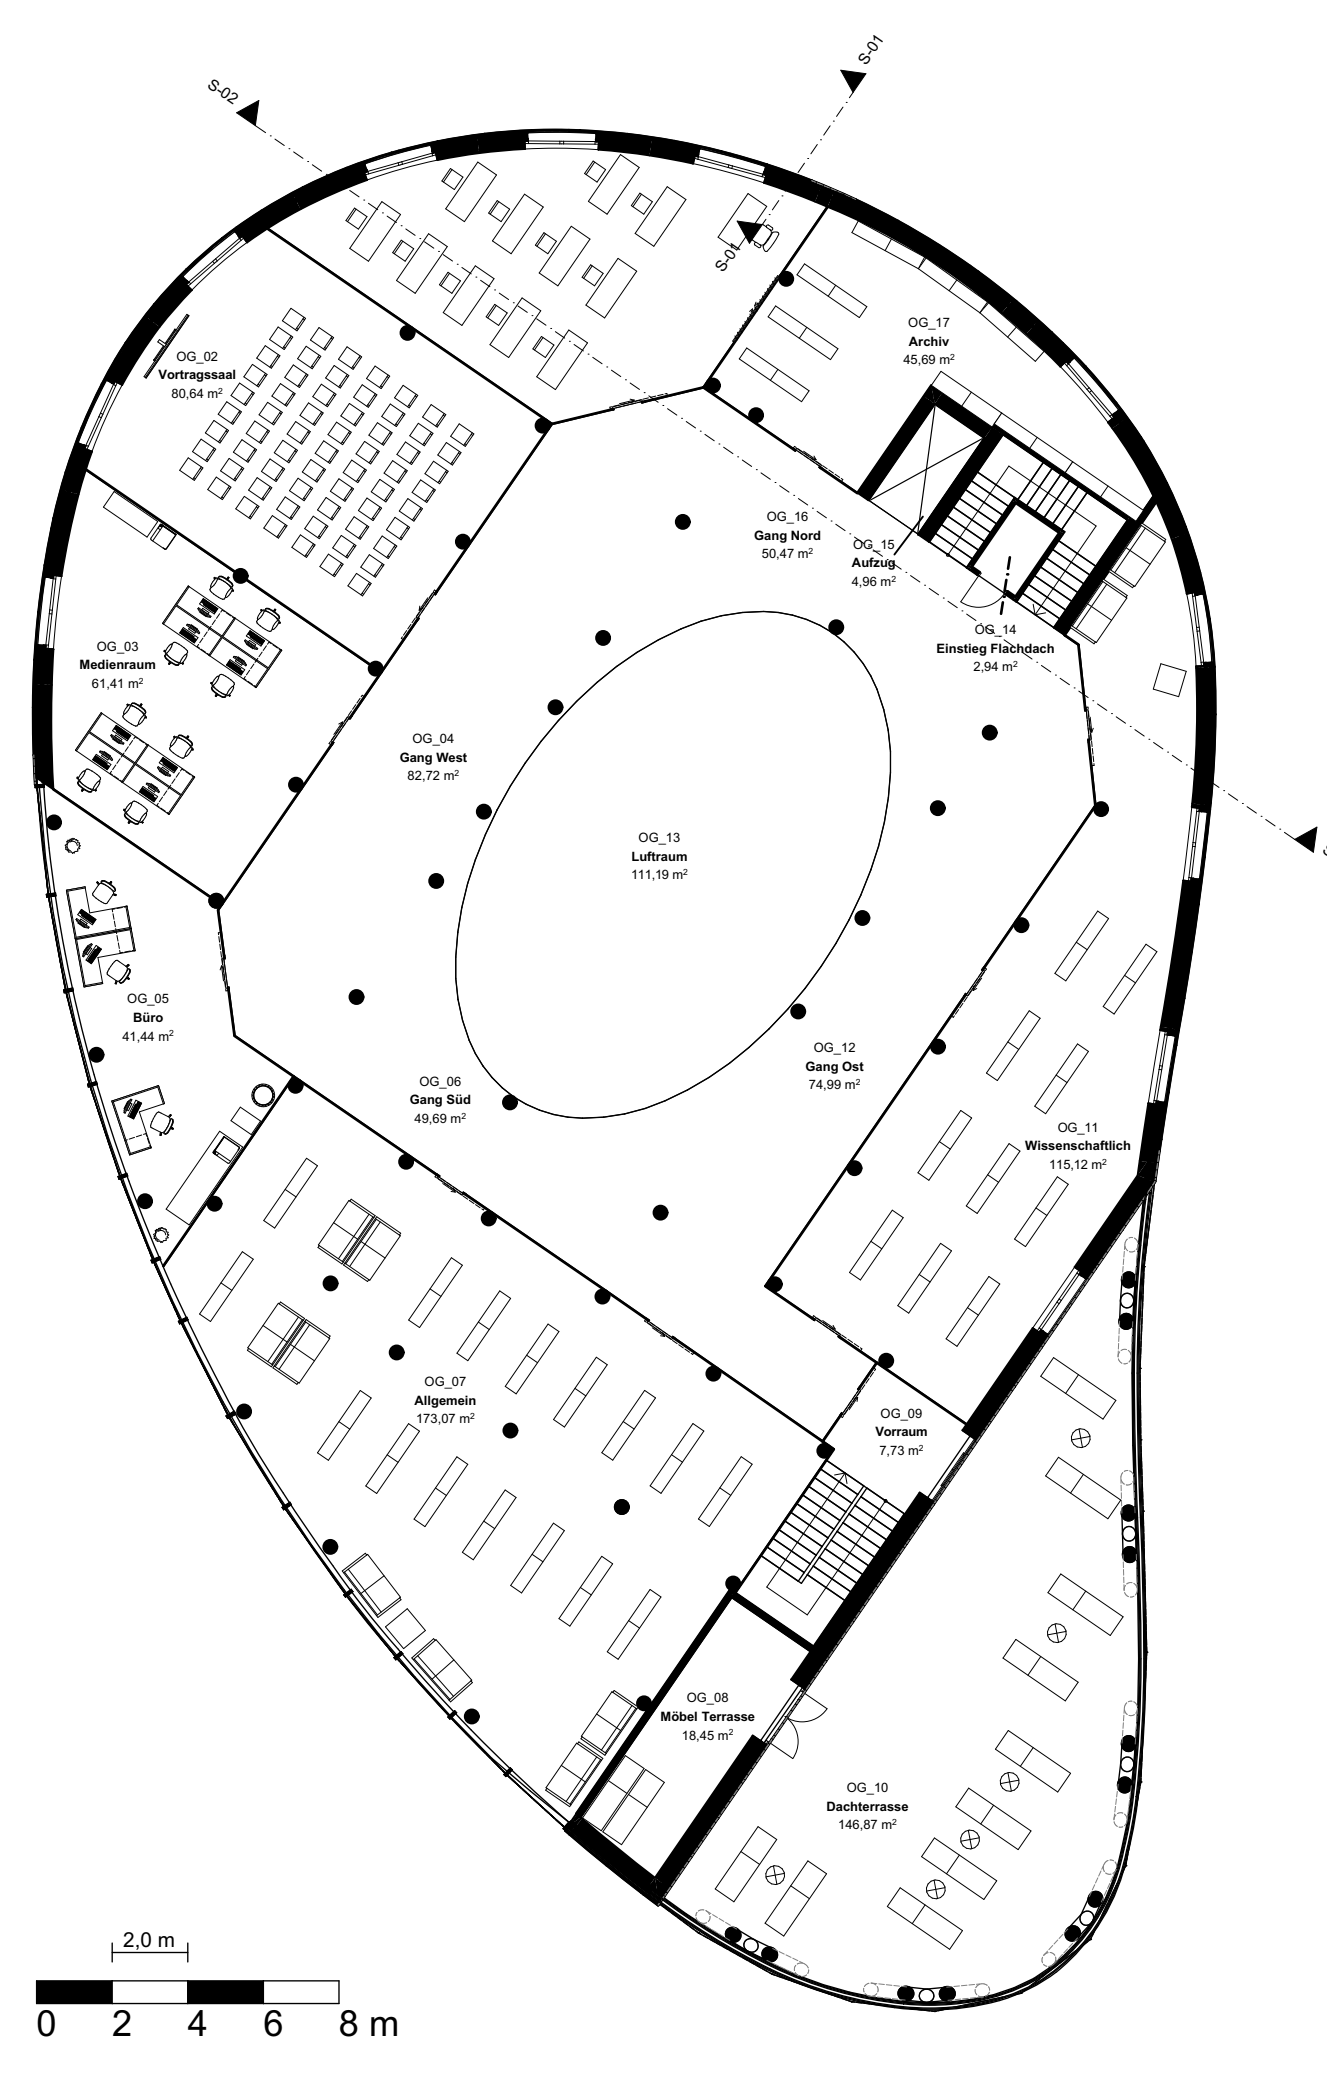 S-01
S-02
S-01
OG_17
Archiv
45,69 m²
OG_02
Vortragssaal
80,64 m²
OG_16
Gang Nord
50,47 m²
OG_15
Aufzug
4,96 m²
OG_14
Einstieg Flachdach
2,94 m²
OG_03
Medienraum
61,41 m²
OG_04
Gang West
82,72 m²
OG_13
Luftraum
111,19 m²
OG_05
Büro
41,44 m²
OG_12
Gang Ost
74,99 m²
OG_06
Gang Süd
49,69 m²
OG_11
Wissenschaftlich
115,12 m²
OG_07
Allgemein
173,07 m²
OG_09
Vorraum
7,73 m²
OG_08
Möbel Terrasse
18,45 m²
OG_10
Dachterrasse
146,87 m²
2,0 m
0 2 4 6 8 m